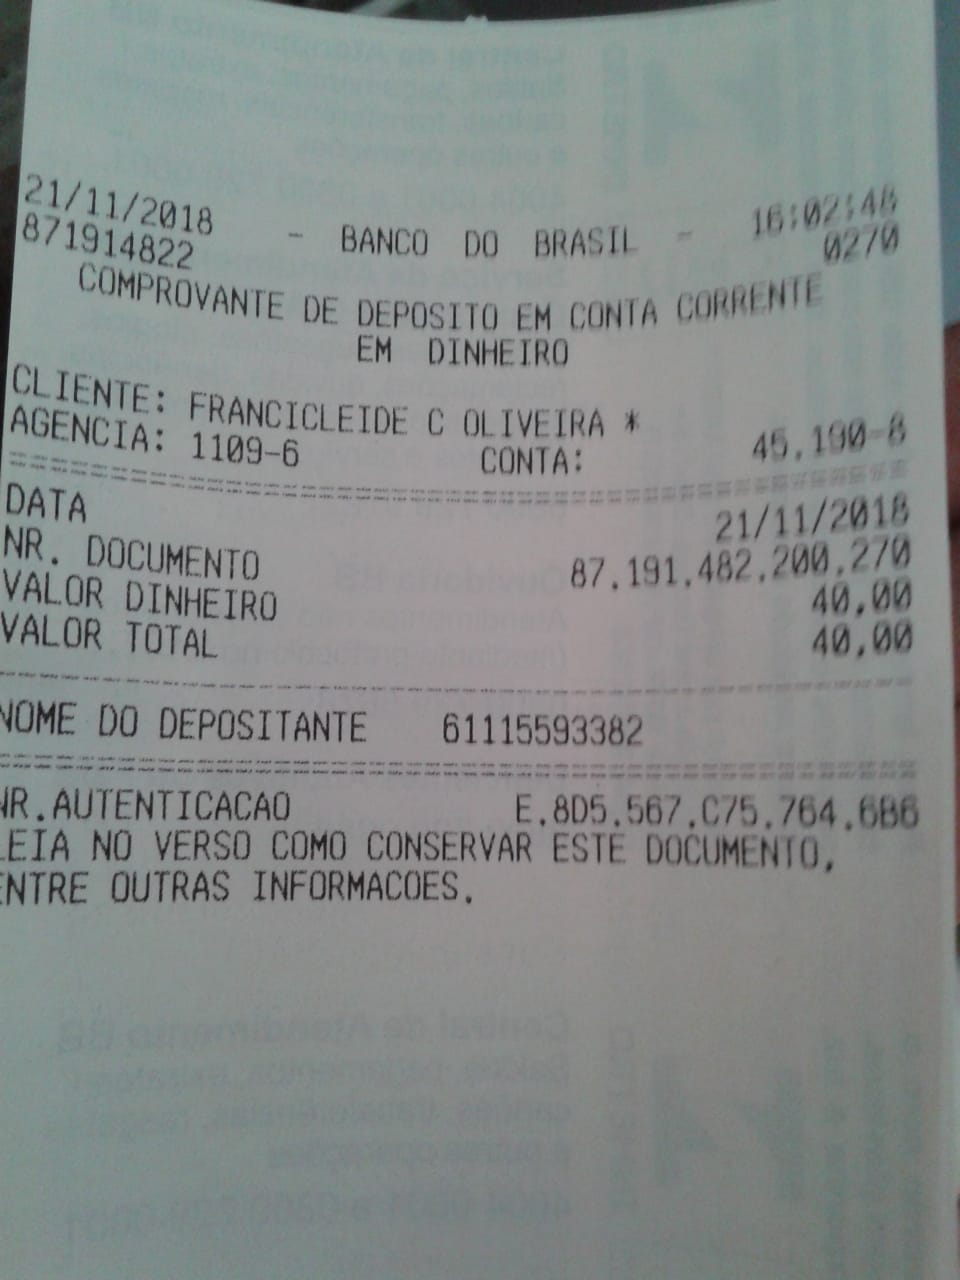 21/11/2018 - BANCO DO BRASIL - 16:02:48
871914822 0270
COMPROVANTE DE DEPOSITO EM CONTA CORRENTE
EM DINHEIRO
CLIENTE: FRANCICLEIDE C OLIVEIRA *
AGENCIA: 1109-6 CONTA: 45.190-8
DATA 21/11/2018
NR. DOCUMENTO 87.191.482.200.270
VALOR DINHEIRO 40,00
VALOR TOTAL 40,00
NOME DO DEPOSITANTE 61115593382
NR.AUTENTICACAO E.8D5.567.C75.764.6B6
LEIA NO VERSO COMO CONSERVAR ESTE DOCUMENTO,
ENTRE OUTRAS INFORMACOES.